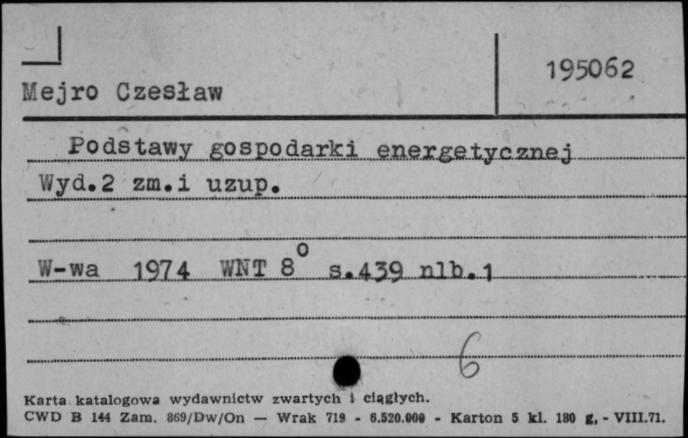 195062
Mejro Czesław
Podstawy gospodarki energetycznej
Wyd.2 zm.i uzup.
W-wa 1974 WNT 8° s.439 nlb.1
6
Karta katalogowa wydawnictw zwartych i ciągłych.
CWD B 144 Zam. 869/Dw/On — Wrak 719 - 6.520.000 - Karton 5 kl. 180 g, - VIII.71.